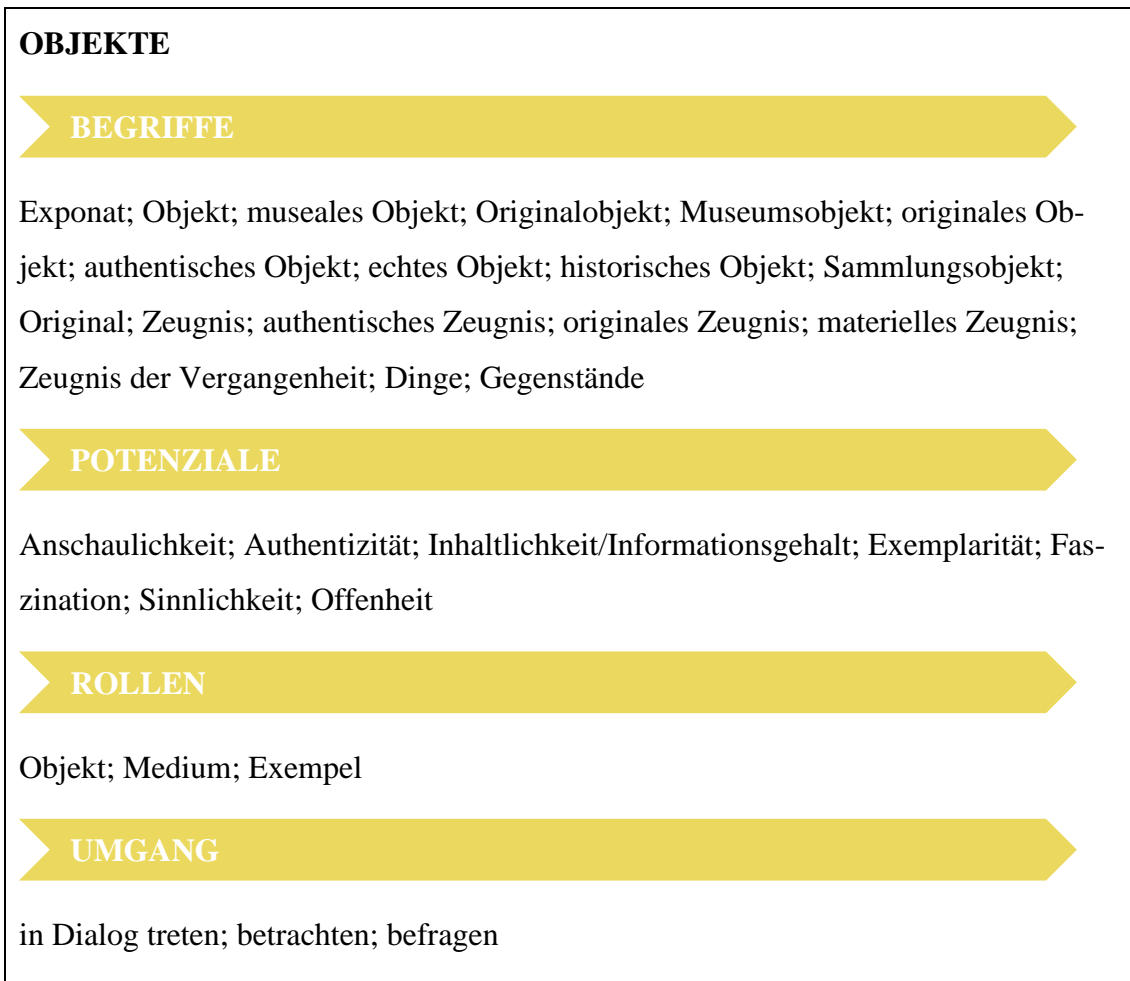 OBJEKTE
BEGRIFFE
Exponat; Objekt; museales Objekt; Originalobjekt; Museumsobjekt; originales Ob-
jekt; authentisches Objekt; echtes Objekt; historisches Objekt; Sammlungsobjekt;
Original; Zeugnis; authentisches Zeugnis; originales Zeugnis; materielles Zeugnis;
Zeugnis der Vergangenheit; Dinge; Gegenstände
POTENZIALE
Anschaulichkeit; Authentizität; Inhaltlichkeit/Informationsgehalt; Exemplarität; Fas-
zination; Sinnlichkeit; Offenheit
ROLLEN
Objekt; Medium; Exempel
UMGANG
in Dialog treten; betrachten; befragen